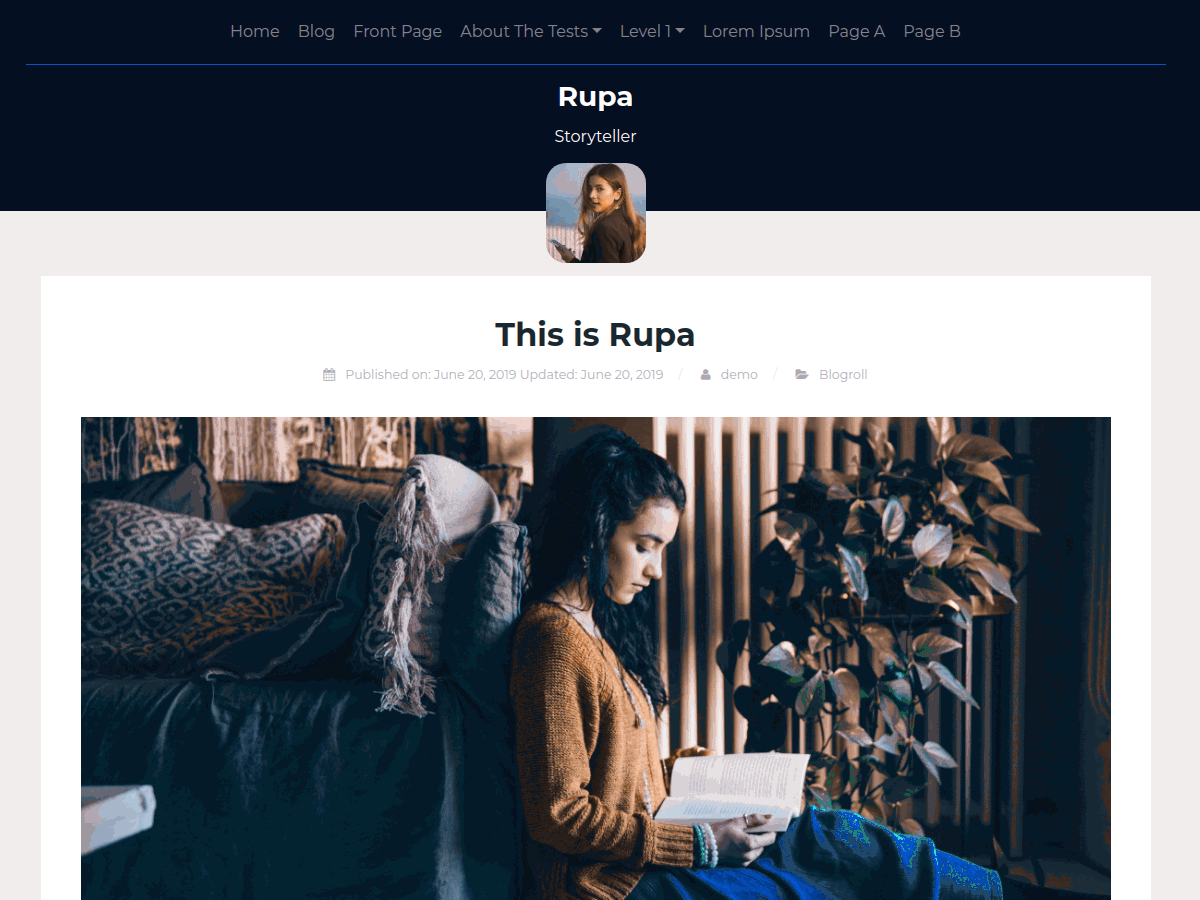 Home Blog Front Page About The Tests Level 1 Lorem Ipsum Page A Page B
Rupa
Storyteller
This is Rupa
Published on: June 20, 2019 Updated: June 20, 2019 / demo / Blogroll